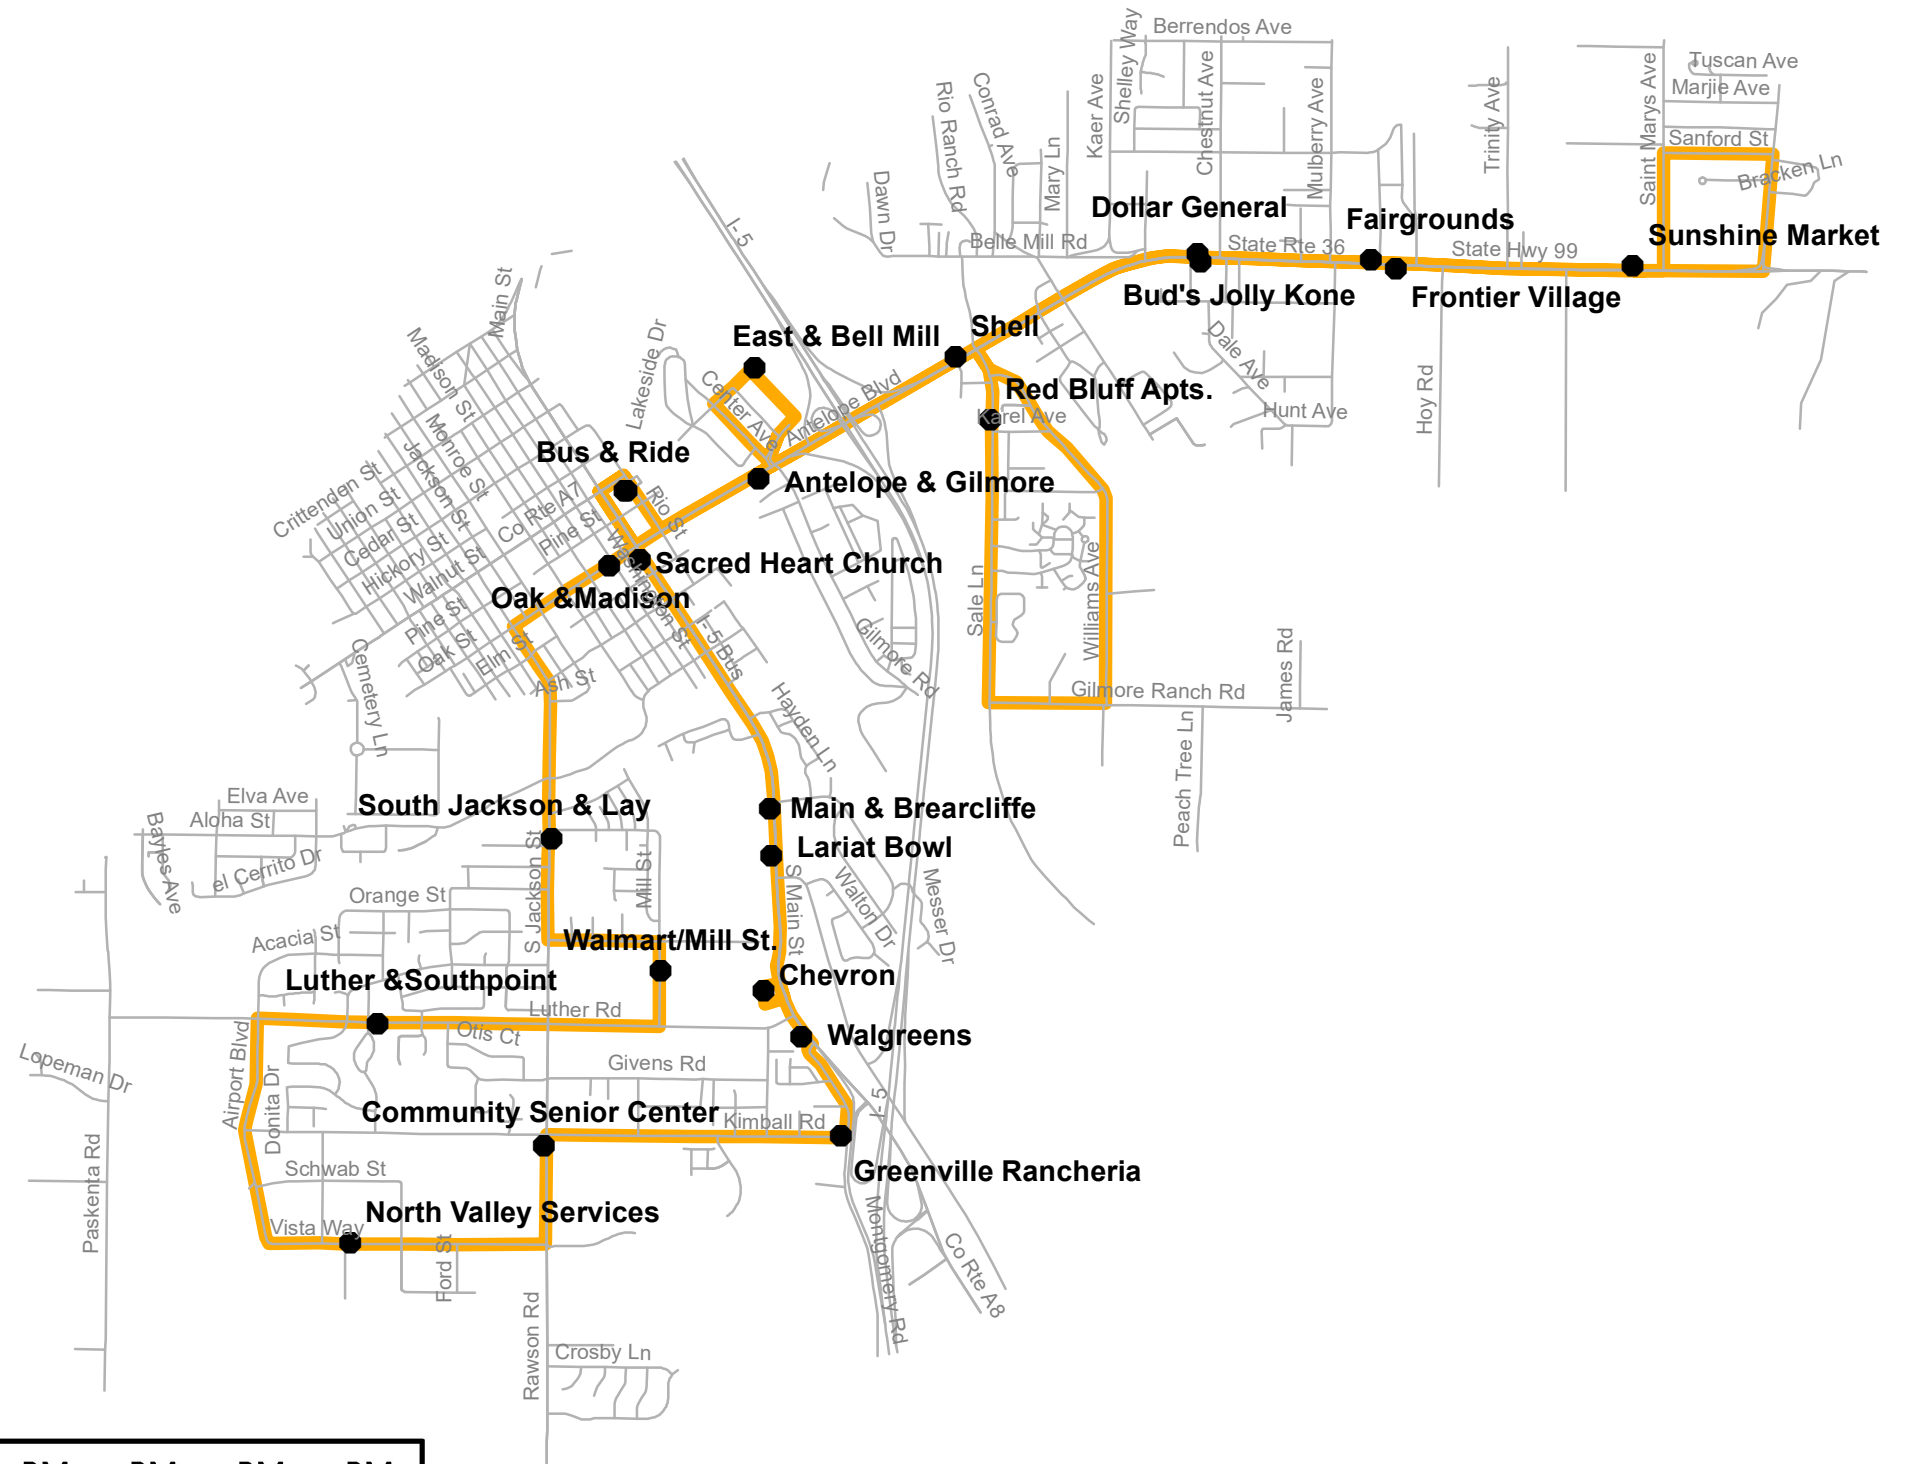 Berrendos Ave
Shelley Way
Tuscan Ave
Marjie Ave
Saint Marys Ave
Sanford St
Bracken Ln
Trinity Ave
Mulberry Ave
Chestnut Ave
Kaer Ave
Conrad Ave
Rio Ranch Rd
Mary Ln
Dawn Dr
Belle Mill Rd
Dollar General
Fairgrounds
State Rte 36
State Hwy 99
Sunshine Market
Bud's Jolly Kone
Frontier Village
I- 5
Main St
Madison St
Lakeside Dr
East & Bell Mill
Shell
Center Ave
Antelope Blvd
Red Bluff Apts.
Karel Ave
Dale Ave
Hunt Ave
Hoy Rd
Monroe St
Jackson St
Bus & Ride
Antelope & Gilmore
Crittenden St
Union St
Cedar St
Hickory St
Walnut St
Co Rte A7
Pine St
Rio St
Washington St
Sacred Heart Church
Oak &Madison
Pine St
Oak St
Elm St
Ash St
I- 5 Bus
Gilmore Rd
Sale Ln
Williams Ave
Gilmore Ranch Rd
James Rd
Peach Tree Ln
Cemetery Ln
Hayden Ln
Elva Ave
Aloha St
Bayles Ave
el Cerrito Dr
South Jackson & Lay
Main & Brearcliffe
Lariat Bowl
S Jackson St
Mill St
S Main St
Walton Dr
Messer Dr
Orange St
Acacia St
Walmart/Mill St.
Luther &Southpoint
Chevron
Luther Rd
Otis Ct
Walgreens
Lopeman Dr
Airport Blvd
Donita Dr
Givens Rd
I- 5
Community Senior Center
Kimball Rd
Greenville Rancheria
Paskenta Rd
Schwab St
North Valley Services
Vista Way
Ford St
Montgomery Rd
Co Rte A8
Rawson Rd
Crosby Ln
PM PM PM PM